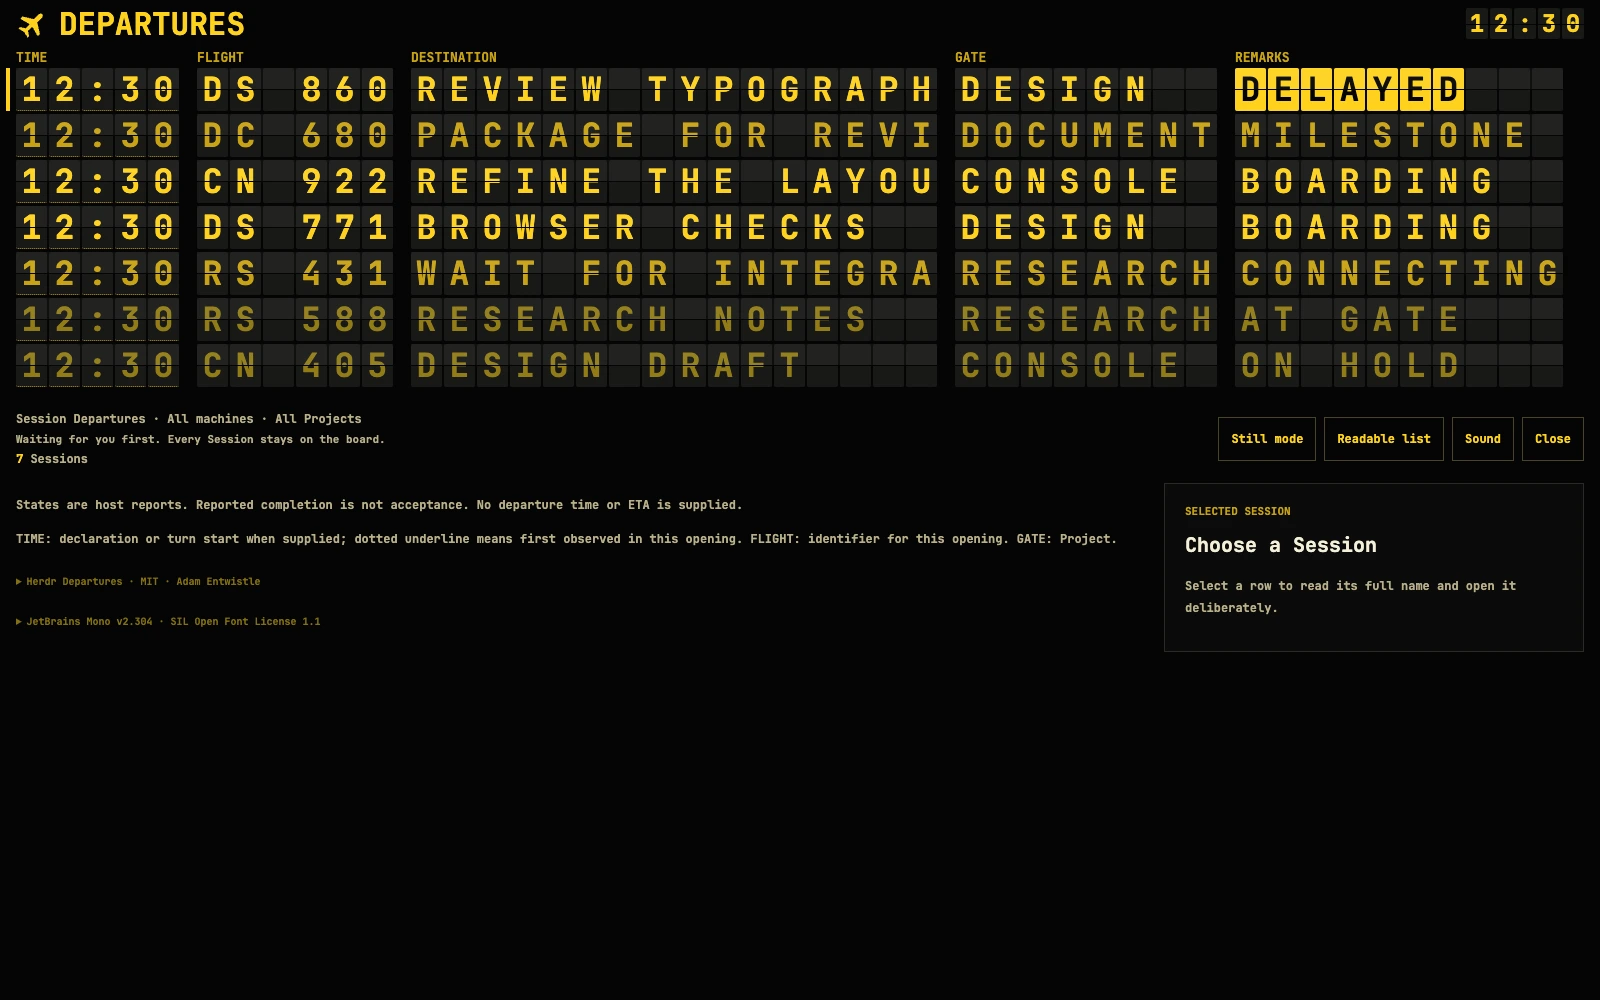 DEPARTURES 12:30
TIME FLIGHT DESTINATION GATE REMARKS
12:30 DS 860 REVIEW TYPOGRAPH DESIGN DELAYED
12:30 DC 680 PACKAGE FOR REVI DOCUMENT MILESTONE
12:30 CN 922 REFINE THE LAYOU CONSOLE BOARDING
12:30 DS 771 BROWSER CHECKS DESIGN BOARDING
12:30 RS 431 WAIT FOR INTEGRA RESEARCH CONNECTING
12:30 RS 588 RESEARCH NOTES RESEARCH AT GATE
12:30 CN 405 DESIGN DRAFT CONSOLE ON HOLD
Session Departures · All machines · All Projects
Waiting for you first. Every Session stays on the board.
7 Sessions
Still mode Readable list Sound Close
States are host reports. Reported completion is not acceptance. No departure time or ETA is supplied.
TIME: declaration or turn start when supplied; dotted underline means first observed in this opening. FLIGHT: identifier for this opening. GATE: Project.
Herdr Departures · MIT · Adam Entwistle
JetBrains Mono v2.304 · SIL Open Font License 1.1
SELECTED SESSION
Choose a Session
Select a row to read its full name and open it
deliberately.